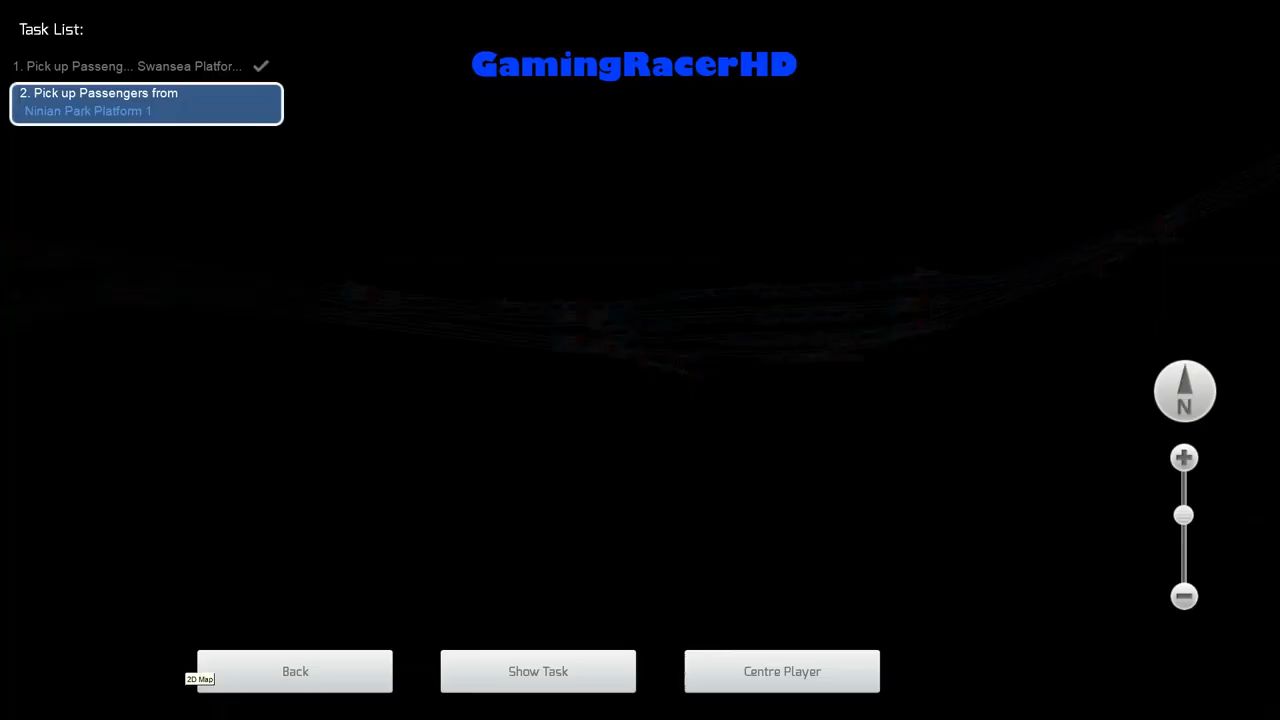 Task List:
GamingRacerHD
1. Pick up Passeng... Swansea Platfor...
2. Pick up Passengers from
Ninian Park Platform 1
N
Back
Show Task
Centre Player
2D Map